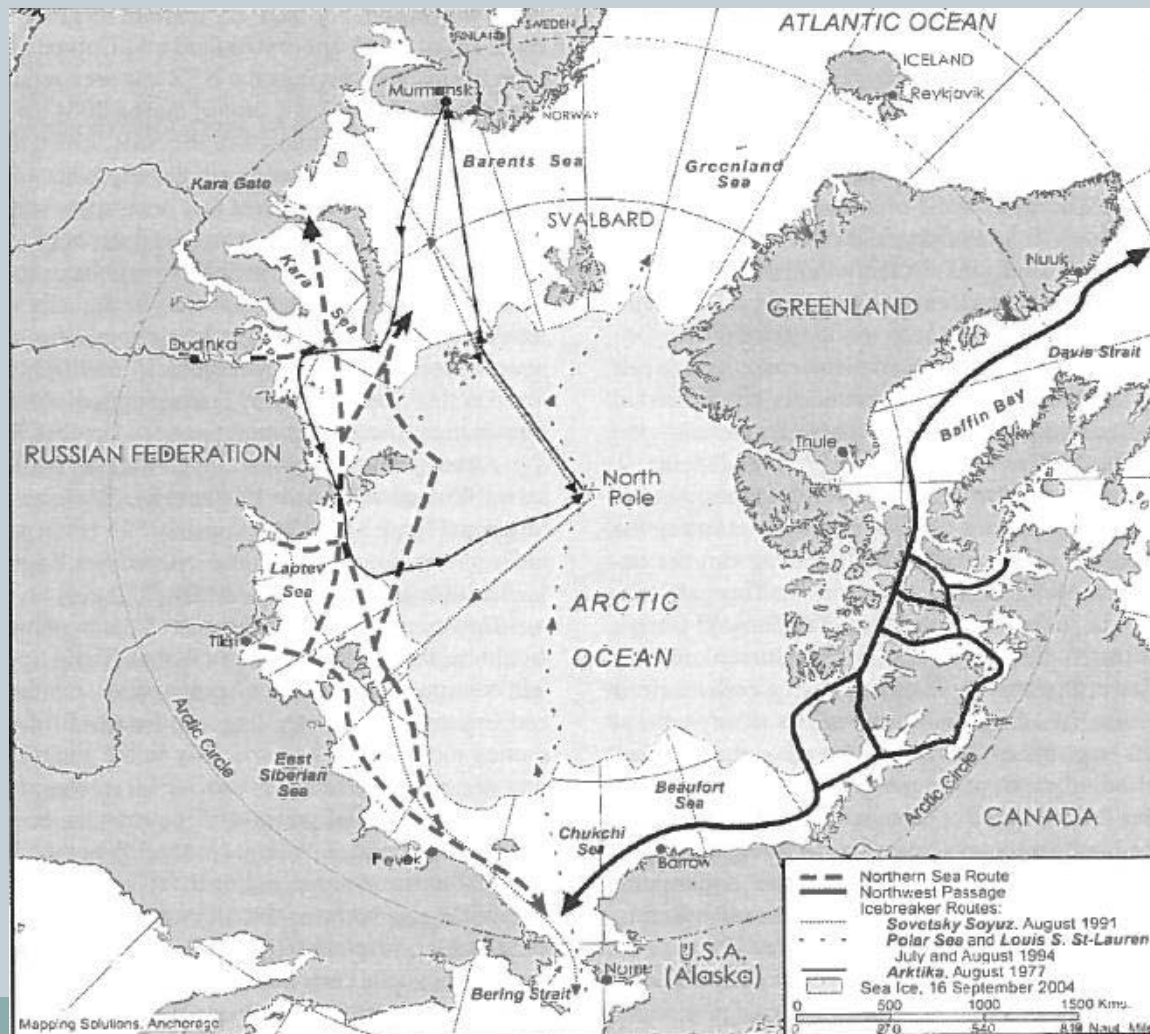 ATLANTIC OCEAN
SWEDEN
FINLAND
ICELAND
Reykjavik
Murmansk
NORWAY
Barents Sea
Greenland
Sea
Kara Gate
SVALBARD
Kara
Sea
Nuuk
GREENLAND
Dudinka
Davis Strait
Baffin Bay
Thule
RUSSIAN FEDERATION
North
Pole
Laptev
Sea
ARCTIC
OCEAN
Tiksi
Arctic Circle
East
Siberian
Sea
Beaufort
Sea
Arctic Circle
CANADA
Chukchi
Sea
Barrow
Pevek
U.S.A.
(Alaska)
Nome
Bering Strait
Northern Sea Route
Northwest Passage
Icebreaker Routes:
Sovetsky Soyuz, August 1991
Polar Sea and Louis S. St-Lauren
July and August 1994
Arktika, August 1977
Sea Ice, 16 September 2004
0 500 1000 1500 Kms.
0 270 540 819 Naut. Mile
Mapping Solutions, Anchorage